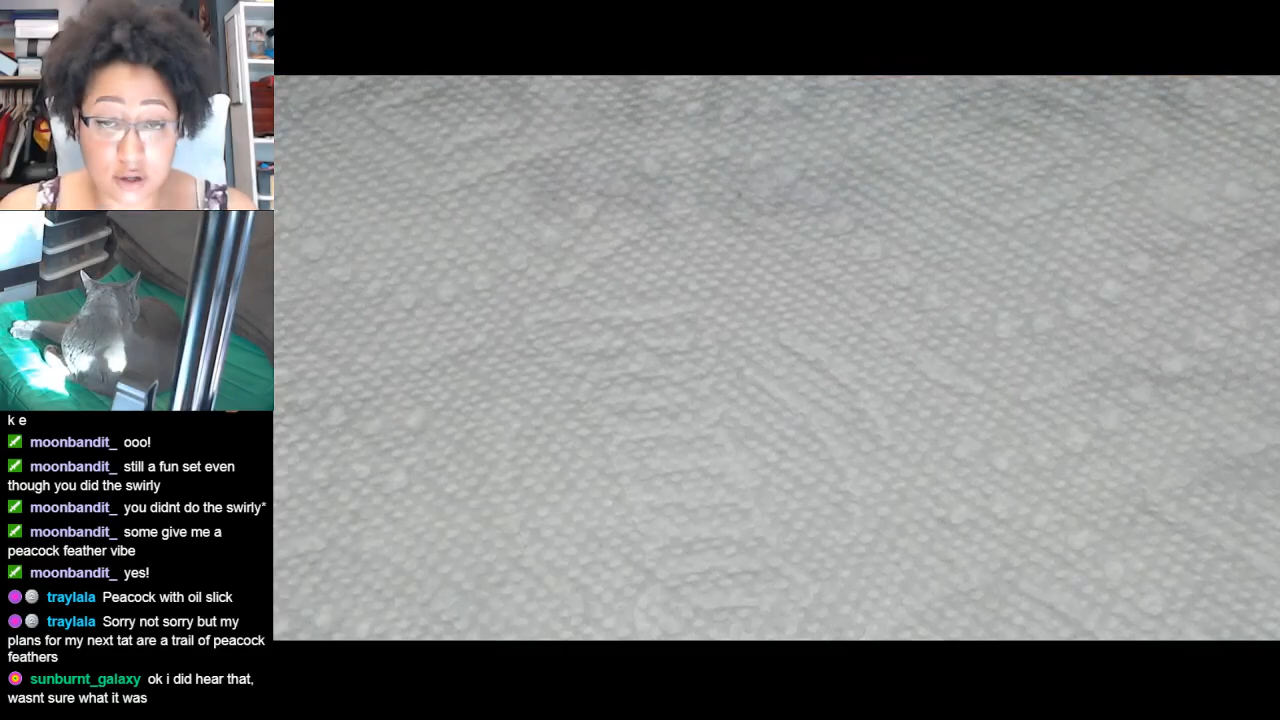 k e
moonbandit_ ooo!
moonbandit_ still a fun set even
though you did the swirly
moonbandit_ you didnt do the swirly*
moonbandit_ some give me a
peacock feather vibe
moonbandit_ yes!
traylala Peacock with oil slick
traylala Sorry not sorry but my
plans for my next tat are a trail of peacock
feathers
sunburnt_galaxy ok i did hear that,
wasnt sure what it was